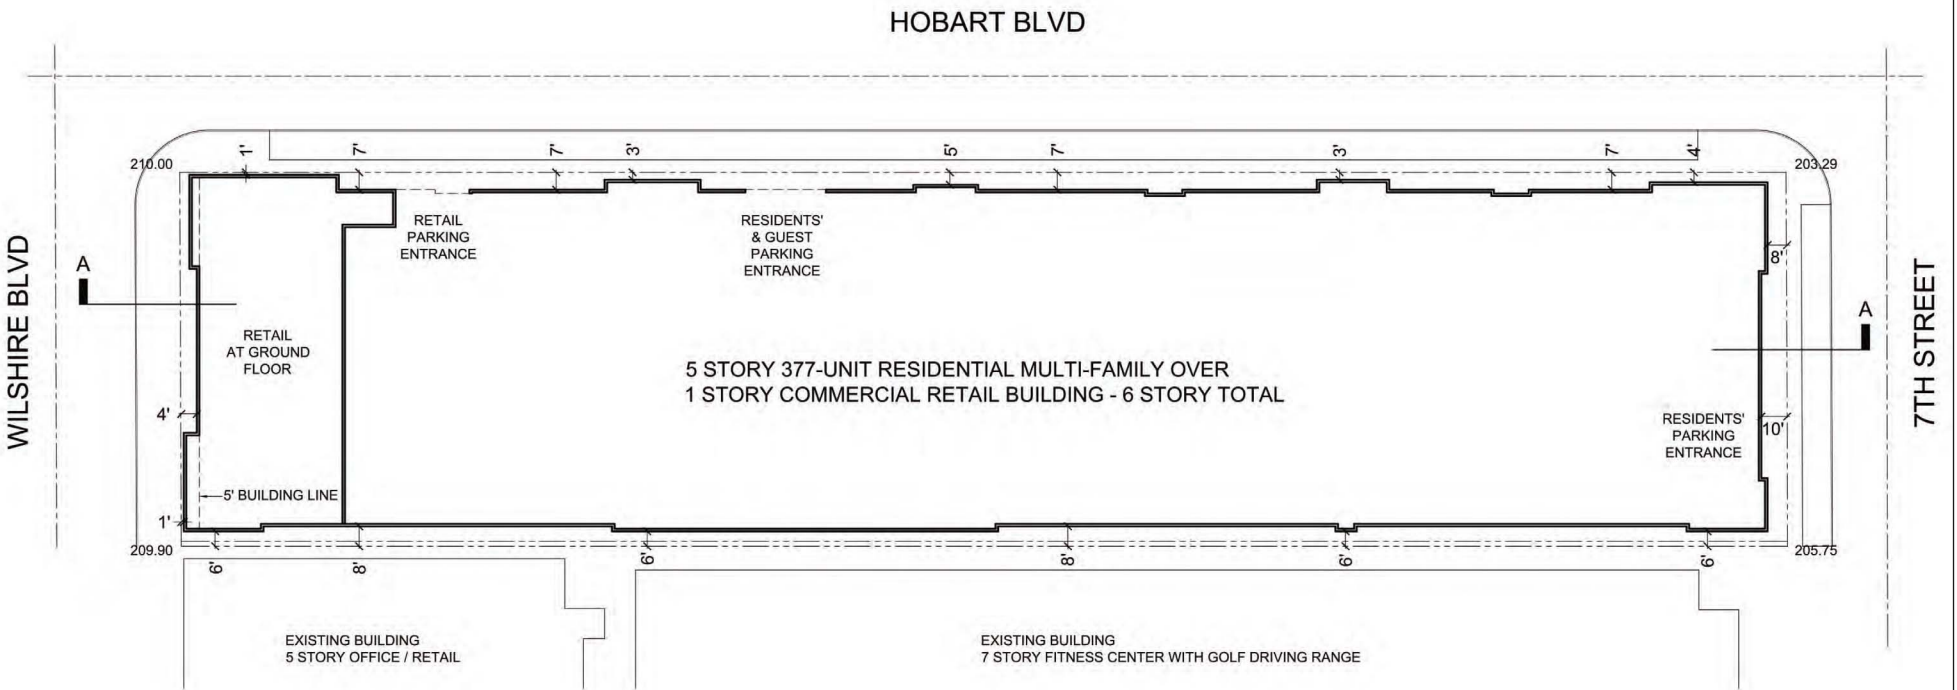 HOBART BLVD
1'
7'
7'
3'
5'
7'
3'
7'
4'
210.00
203.29
RETAIL
PARKING
ENTRANCE
RESIDENTS'
& GUEST
PARKING
ENTRANCE
WILSHIRE BLVD
A
8'
7TH STREET
A
RETAIL
AT GROUND
FLOOR
5 STORY 377-UNIT RESIDENTIAL MULTI-FAMILY OVER
1 STORY COMMERCIAL RETAIL BUILDING - 6 STORY TOTAL
4'
RESIDENTS'
PARKING
ENTRANCE
10'
5' BUILDING LINE
1'
209.90
205.75
6'
8'
6'
8'
6'
6'
EXISTING BUILDING
5 STORY OFFICE / RETAIL
EXISTING BUILDING
7 STORY FITNESS CENTER WITH GOLF DRIVING RANGE